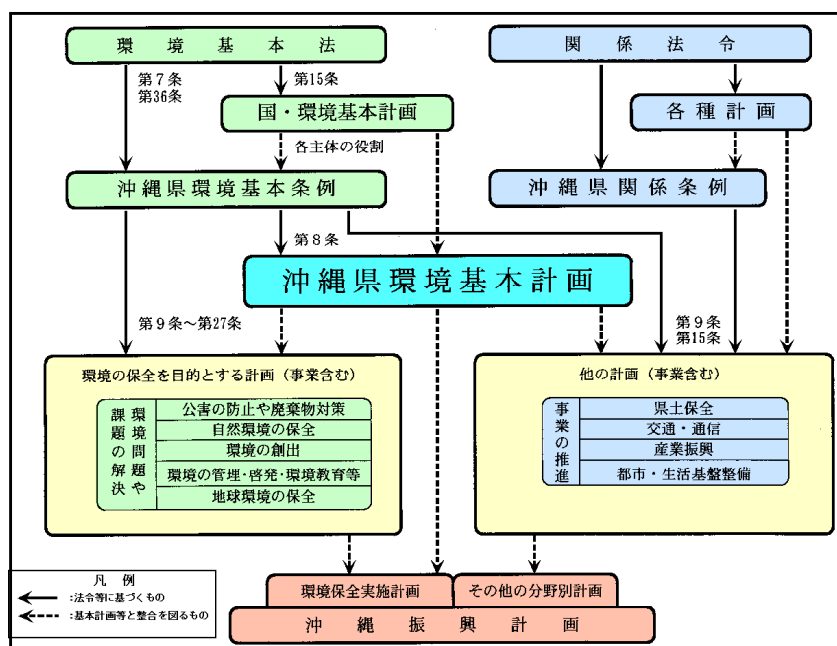 環境基本法
関係法令
第7条
第36条
第15条
国・環境基本計画
各種計画
各主体の役割
沖縄県環境基本条例
沖縄県関係条例
第8条
沖縄県環境基本計画
第9条～第27条
第9条
第15条
環境の保全を目的とする計画（事業含む）
環境問題や
課題の解決
公害の防止や廃棄物対策
自然環境の保全
環境の創出
環境の管理・啓発・環境教育等
地球環境の保全
他の計画（事業含む）
事業の推進
県土保全
交通・通信
産業振興
都市・生活基盤整備
凡例
:法令等に基づくもの
:基本計画等と整合を図るもの
環境保全実施計画
その他の分野別計画
沖縄振興計画